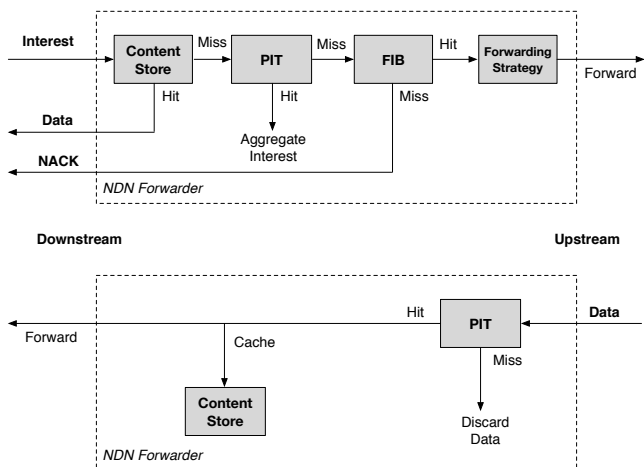 Interest
Content
Store
Miss
PIT
Miss
FIB
Hit
Forwarding
Strategy
Forward
Hit
Hit
Miss
Data
Aggregate
Interest
NACK
NDN Forwarder
Downstream
Upstream
Forward
Hit
PIT
Data
Cache
Miss
Content
Store
Discard
Data
NDN Forwarder